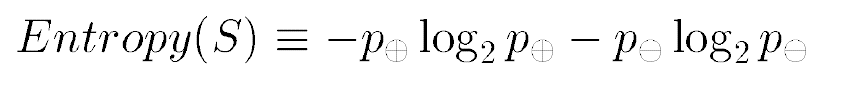 Entropy(S) ≡ −p⊕ log₂ p⊕ − p⊖ log₂ p⊖